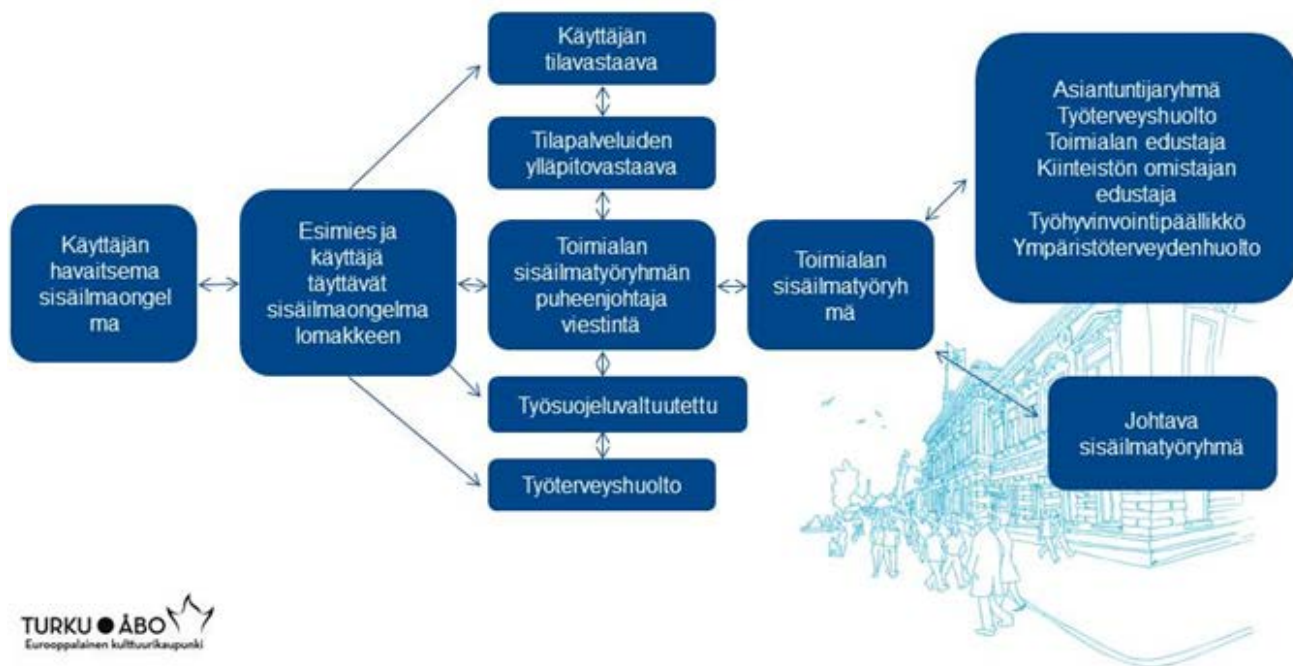 Käyttäjän
havaitsema
sisäilmaongel
ma
Esimies ja
käyttäjä
täyttävät
sisäilmaongelma
lomakkeen
Käyttäjän
tilavastaava
Tilapalveluiden
ylläpitovastaava
Toimialan
sisäilmatyöryhmän
puheenjohtaja
viestintä
Työsuojeluvaltuutettu
Työterveyshuolto
Toimialan
sisäilmatyöryh
mä
Asiantuntijaryhmä
Työterveyshuolto
Toimialan edustaja
Kiinteistön omistajan
edustaja
Työhyvinvointipäällikkö
Ympäristöterveydenhuolto
Johtava
sisäilmatyöryhmä
TURKU ● ÅBO
Eurooppalainen kulttuurikaupunki